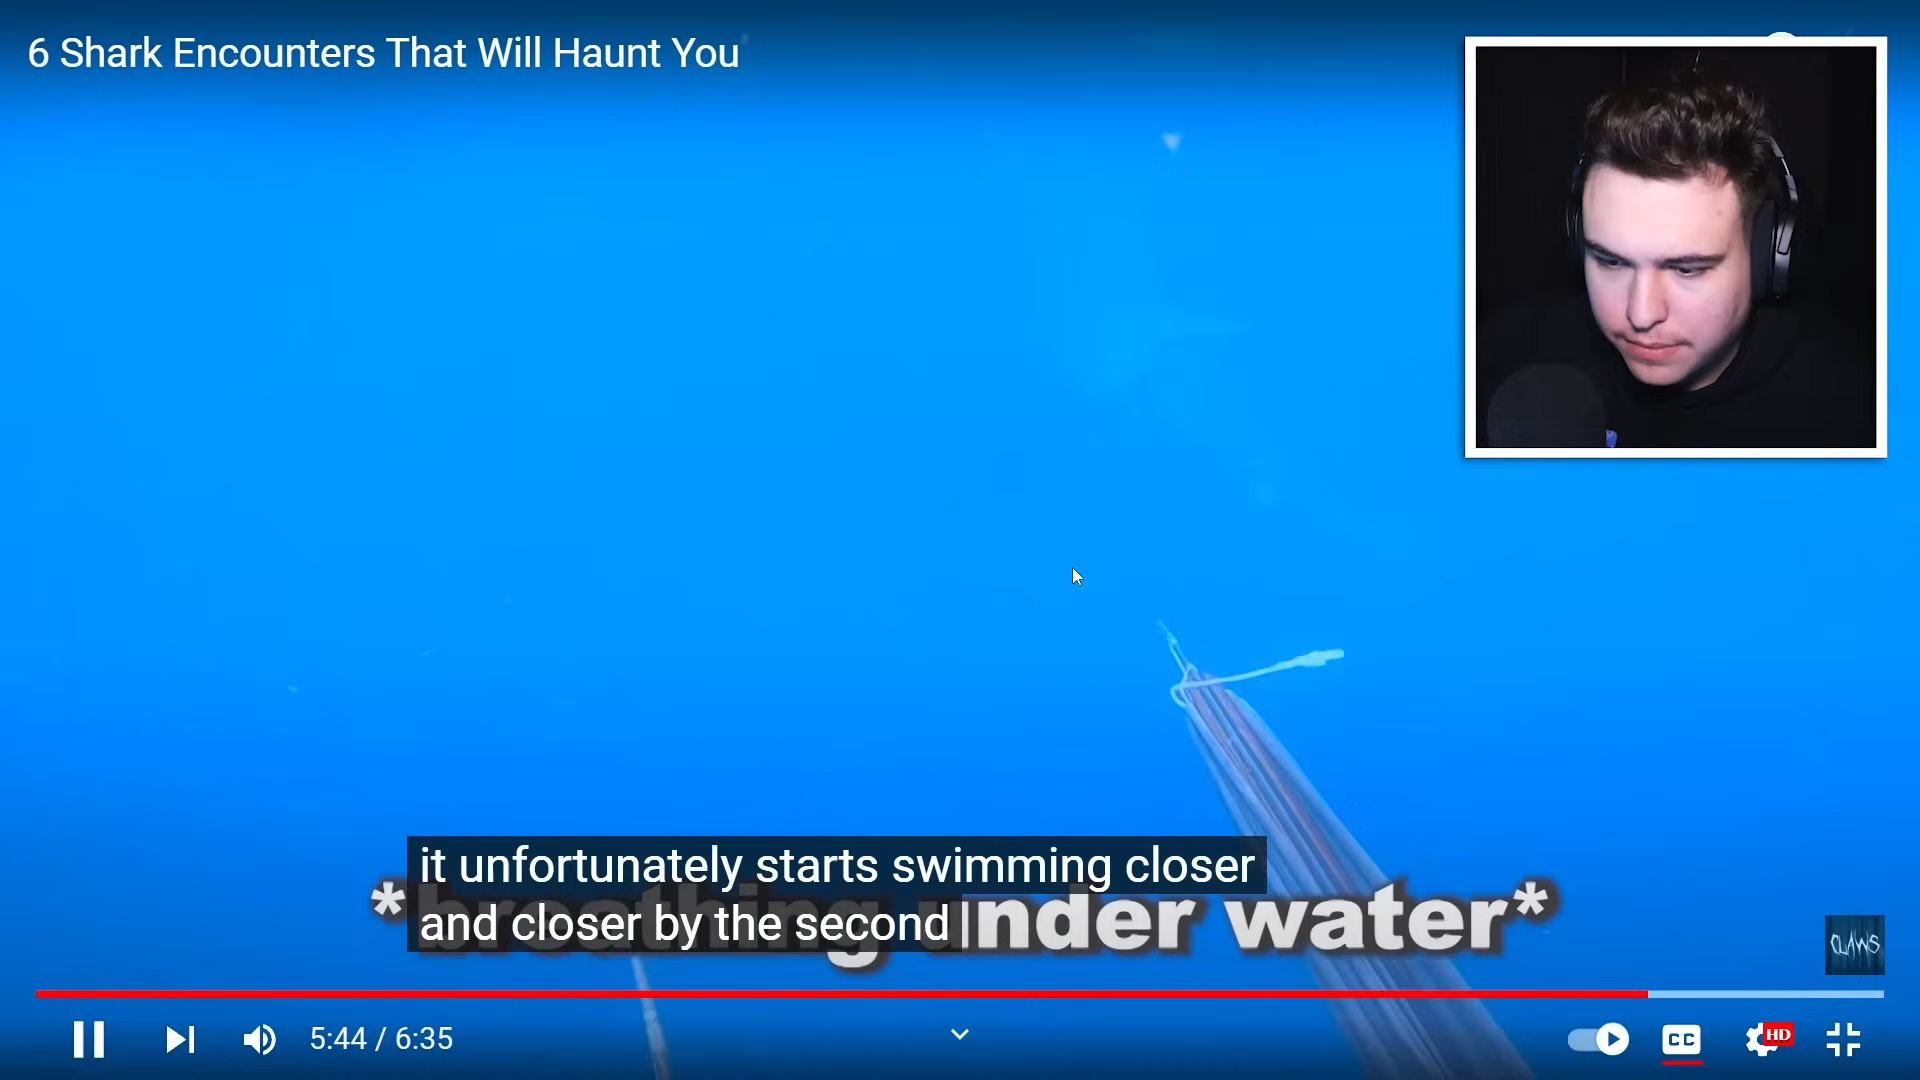 6 Shark Encounters That Will Haunt You
it unfortunately starts swimming closer
and closer by the second
*breathing under water*
CLAWS
5:44 / 6:35
CC
HD